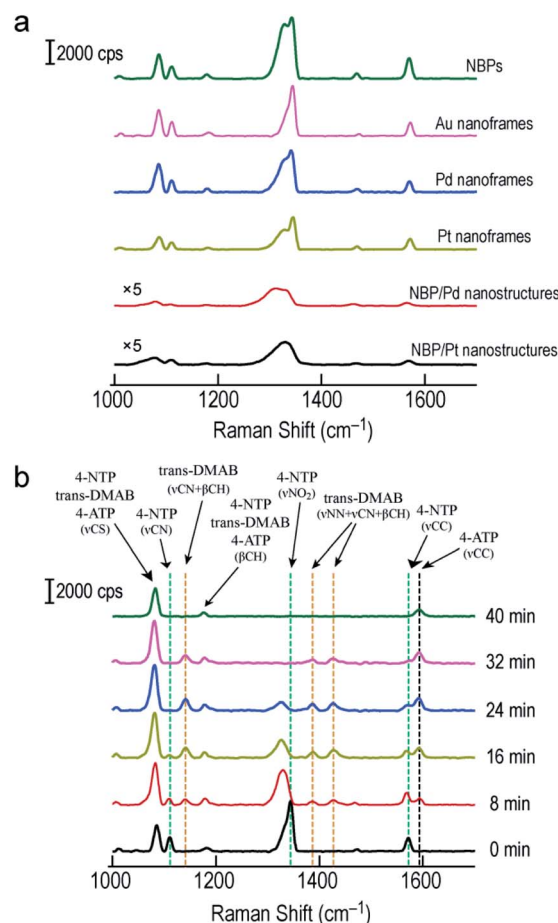 a
2000 cps
NBPs
Au nanoframes
Pd nanoframes
Pt nanoframes
×5
NBP/Pd nanostructures
×5
NBP/Pt nanostructures
1000 1200 1400 1600
Raman Shift (cm⁻¹)
b
4-NTP
trans-DMAB
4-ATP
(νCS)
4-NTP
(νCN)
trans-DMAB
(νCN+βCH)
4-NTP
trans-DMAB
4-ATP
(βCH)
4-NTP
(νNO₂)
trans-DMAB
(νNN+νCN+βCH)
4-NTP
(νCC)
4-ATP
(νCC)
2000 cps
40 min
32 min
24 min
16 min
8 min
0 min
1000 1200 1400 1600
Raman Shift (cm⁻¹)